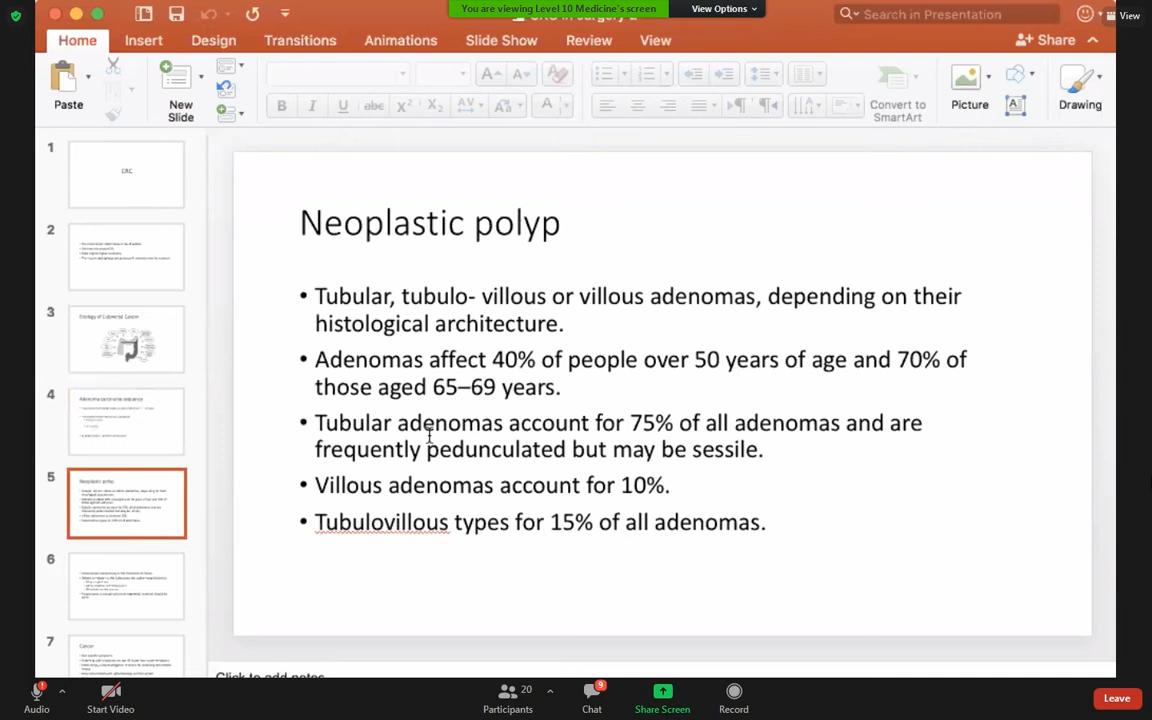 You are viewing Level 10 Medicine's screen
View Options
View
Search in Presentation
Home
Insert
Design
Transitions
Animations
Slide Show
Review
View
Share
Paste
New
Slide
Convert to
SmartArt
Picture
Drawing
1
CRC
2
3
Etiology of Colorectal Cancer
4
Adenoma carcinoma sequence
5
Neoplastic polyp
6
7
Cancer
Neoplastic polyp
• Tubular, tubulo- villous or villous adenomas, depending on their
histological architecture.
• Adenomas affect 40% of people over 50 years of age and 70% of
those aged 65–69 years.
• Tubular adenomas account for 75% of all adenomas and are
frequently pedunculated but may be sessile.
• Villous adenomas account for 10%.
• Tubulovillous types for 15% of all adenomas.
Click to add notes
Audio
Start Video
20
Participants
9
Chat
Share Screen
Record
Leave